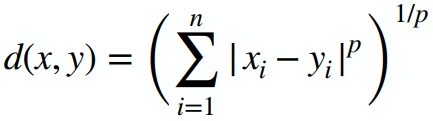 d(x, y) = ( ∑_{i=1}^{n} |x_i − y_i|^p )^{1/p}